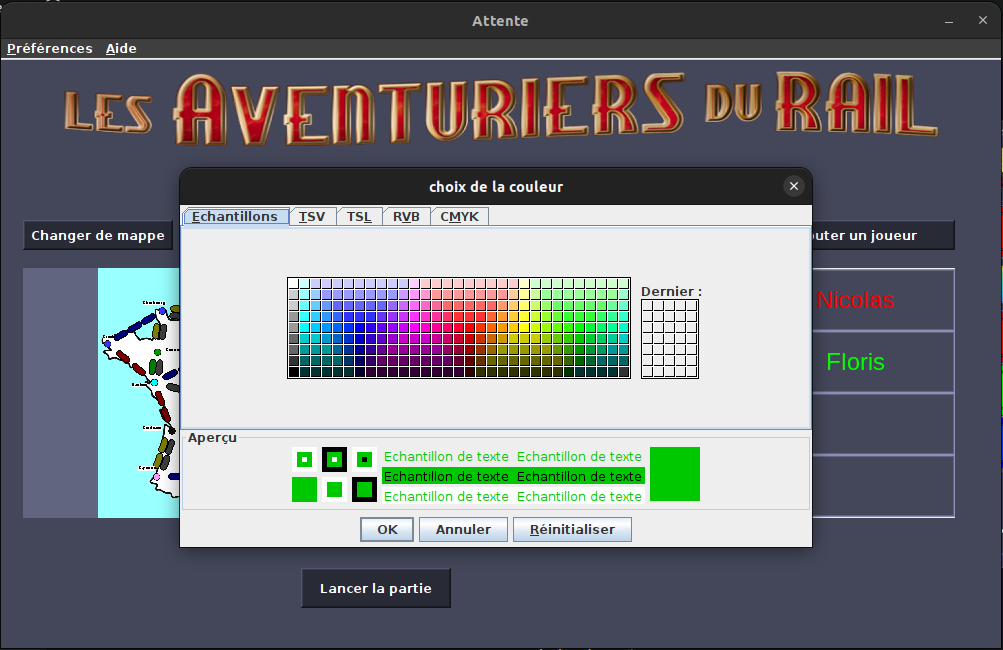 Attente
Préférences Aide
LES AVENTURIERS DU RAIL
choix de la couleur
Echantillons TSV TSL RVB CMYK
Changer de mappe
outer un joueur
Dernier :
Nicolas
Floris
Aperçu
Echantillon de texte Echantillon de texte
Echantillon de texte Echantillon de texte
Echantillon de texte Echantillon de texte
OK Annuler Réinitialiser
Lancer la partie